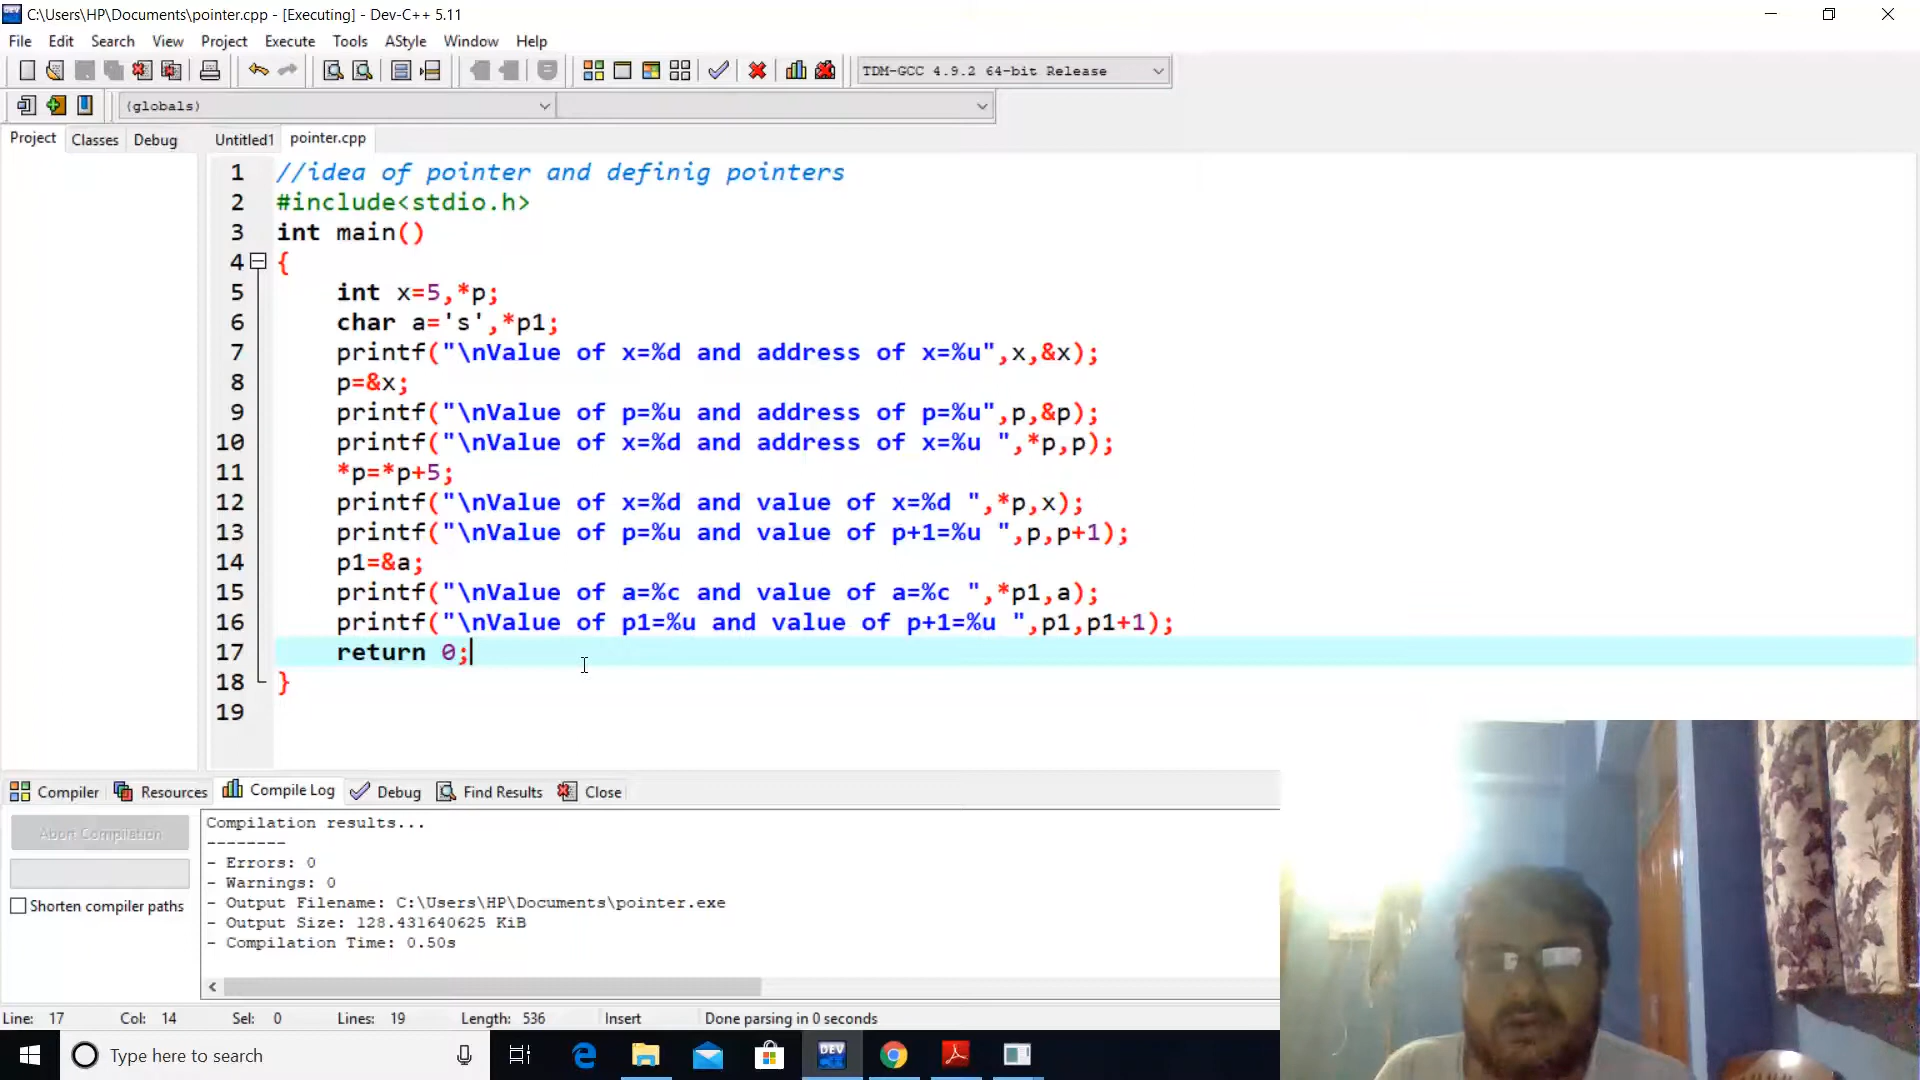 C:\Users\HP\Documents\pointer.cpp - [Executing] - Dev-C++ 5.11
File Edit Search View Project Execute Tools AStyle Window Help
TDM-GCC 4.9.2 64-bit Release
(globals)
Project Classes Debug Untitled1 pointer.cpp
1 //idea of pointer and definig pointers
2 #include<stdio.h>
3 int main()
4 {
5 int x=5,*p;
6 char a='s',*p1;
7 printf("\nValue of x=%d and address of x=%u",x,&x);
8 p=&x;
9 printf("\nValue of p=%u and address of p=%u",p,&p);
10 printf("\nValue of x=%d and address of x=%u ",*p,p);
11 *p=*p+5;
12 printf("\nValue of x=%d and value of x=%d ",*p,x);
13 printf("\nValue of p=%u and value of p+1=%u ",p,p+1);
14 p1=&a;
15 printf("\nValue of a=%c and value of a=%c ",*p1,a);
16 printf("\nValue of p1=%u and value of p+1=%u ",p1,p1+1);
17 return 0;
18 }
19
Compiler Resources Compile Log Debug Find Results Close
Abort Compilation
Shorten compiler paths
Compilation results...
--------
- Errors: 0
- Warnings: 0
- Output Filename: C:\Users\HP\Documents\pointer.exe
- Output Size: 128.431640625 KiB
- Compilation Time: 0.50s
Line: 17 Col: 14 Sel: 0 Lines: 19 Length: 536 Insert Done parsing in 0 seconds
Type here to search
DEV